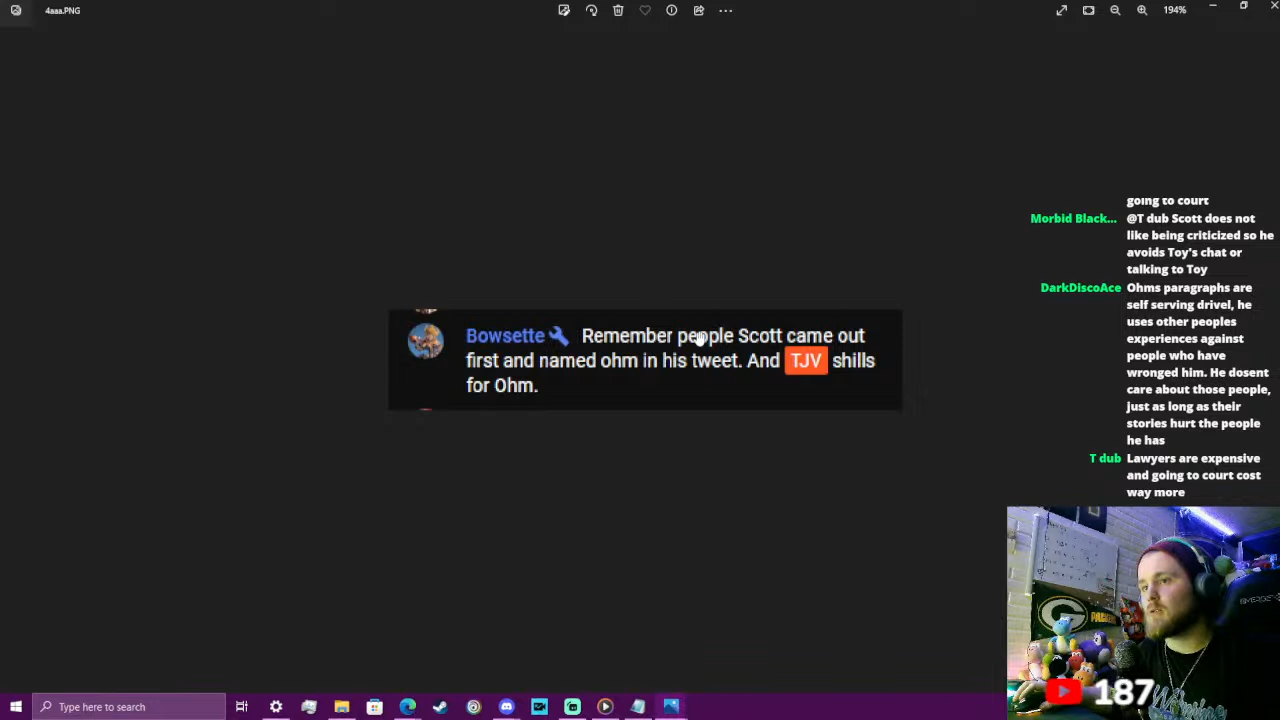 4aaa.PNG
194%
Bowsette Remember people Scott came out
first and named ohm in his tweet. And TJV shills
for Ohm.
going to court
Morbid Black... @T dub Scott does not
like being criticized so he
avoids Toy's chat or
talking to Toy
DarkDiscoAce Ohms paragraphs are
self serving drivel, he
uses other peoples
experiences against
people who have
wronged him. He dosent
care about those people,
just as long as their
stories hurt the people
he has
T dub Lawyers are expensive
and going to court cost
way more
187
Type here to search